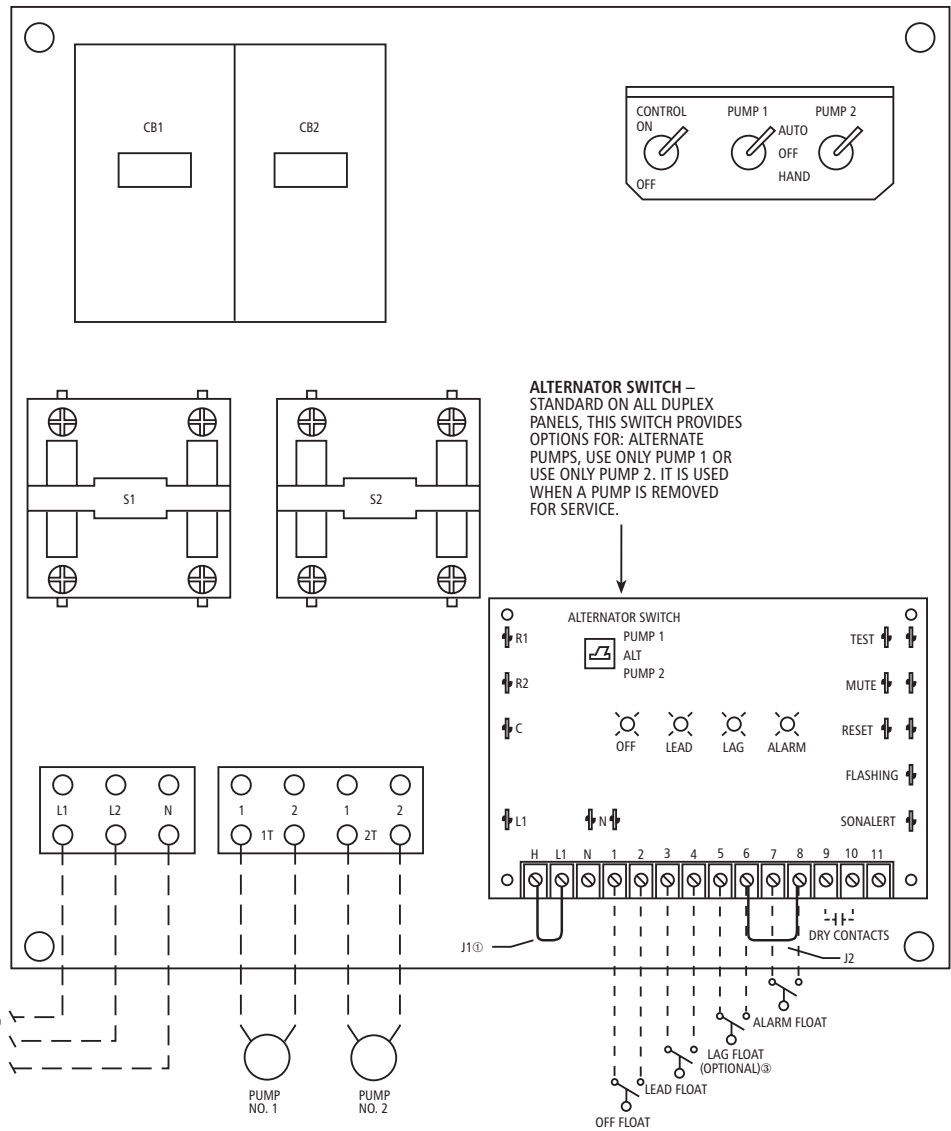 CB1
CB2
CONTROL
ON
OFF
PUMP 1
PUMP 2
AUTO
OFF
HAND
S1
S2
ALTERNATOR SWITCH –
STANDARD ON ALL DUPLEX
PANELS, THIS SWITCH PROVIDES
OPTIONS FOR: ALTERNATE
PUMPS, USE ONLY PUMP 1 OR
USE ONLY PUMP 2. IT IS USED
WHEN A PUMP IS REMOVED
FOR SERVICE.
ALTERNATOR SWITCH
PUMP 1
ALT
PUMP 2
R1
R2
C
L1
N
TEST
MUTE
RESET
FLASHING
SONALERT
OFF
LEAD
LAG
ALARM
H L1 N 1 2 3 4 5 6 7 8 9 10 11
L1 L2 N
1 2 1 2
1T 2T
J1①
DRY CONTACTS
J2
ALARM FLOAT
LAG FLOAT
(OPTIONAL)③
LEAD FLOAT
OFF FLOAT
PUMP
NO. 1
PUMP
NO. 2